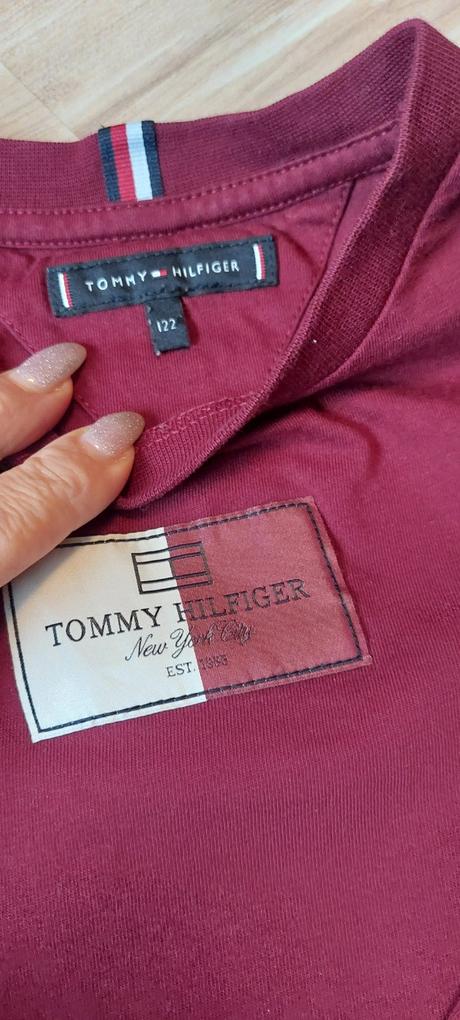 TOMMY HILFIGER
122
TOMMY HILFIGER
New York City
EST. 1985